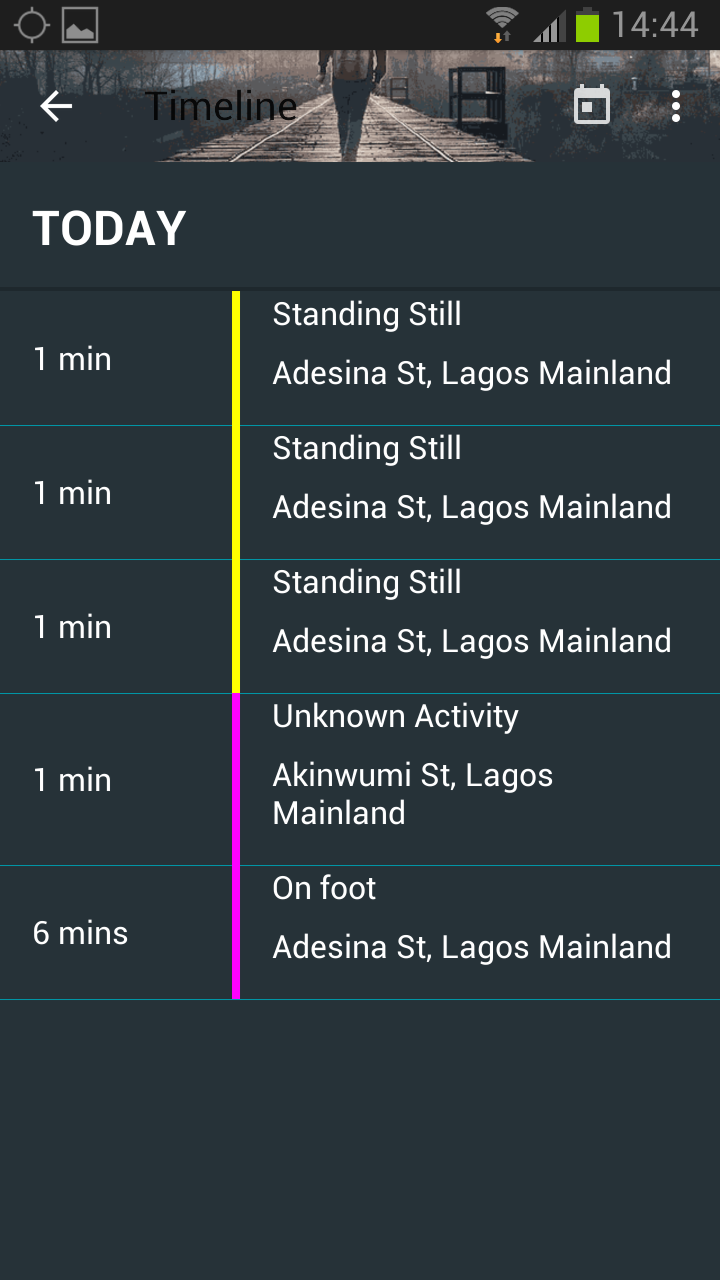 14:44
Timeline
TODAY
Standing Still
1 min
Adesina St, Lagos Mainland
Standing Still
1 min
Adesina St, Lagos Mainland
Standing Still
1 min
Adesina St, Lagos Mainland
Unknown Activity
1 min
Akinwumi St, Lagos
Mainland
On foot
6 mins
Adesina St, Lagos Mainland